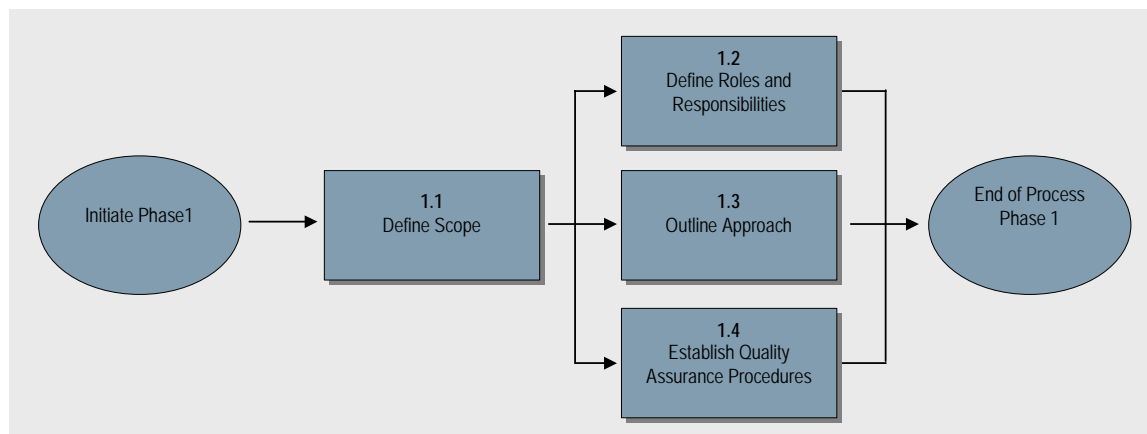 Initiate Phase1
1.1
Define Scope
1.2
Define Roles and
Responsibilities
1.3
Outline Approach
1.4
Establish Quality
Assurance Procedures
End of Process
Phase 1